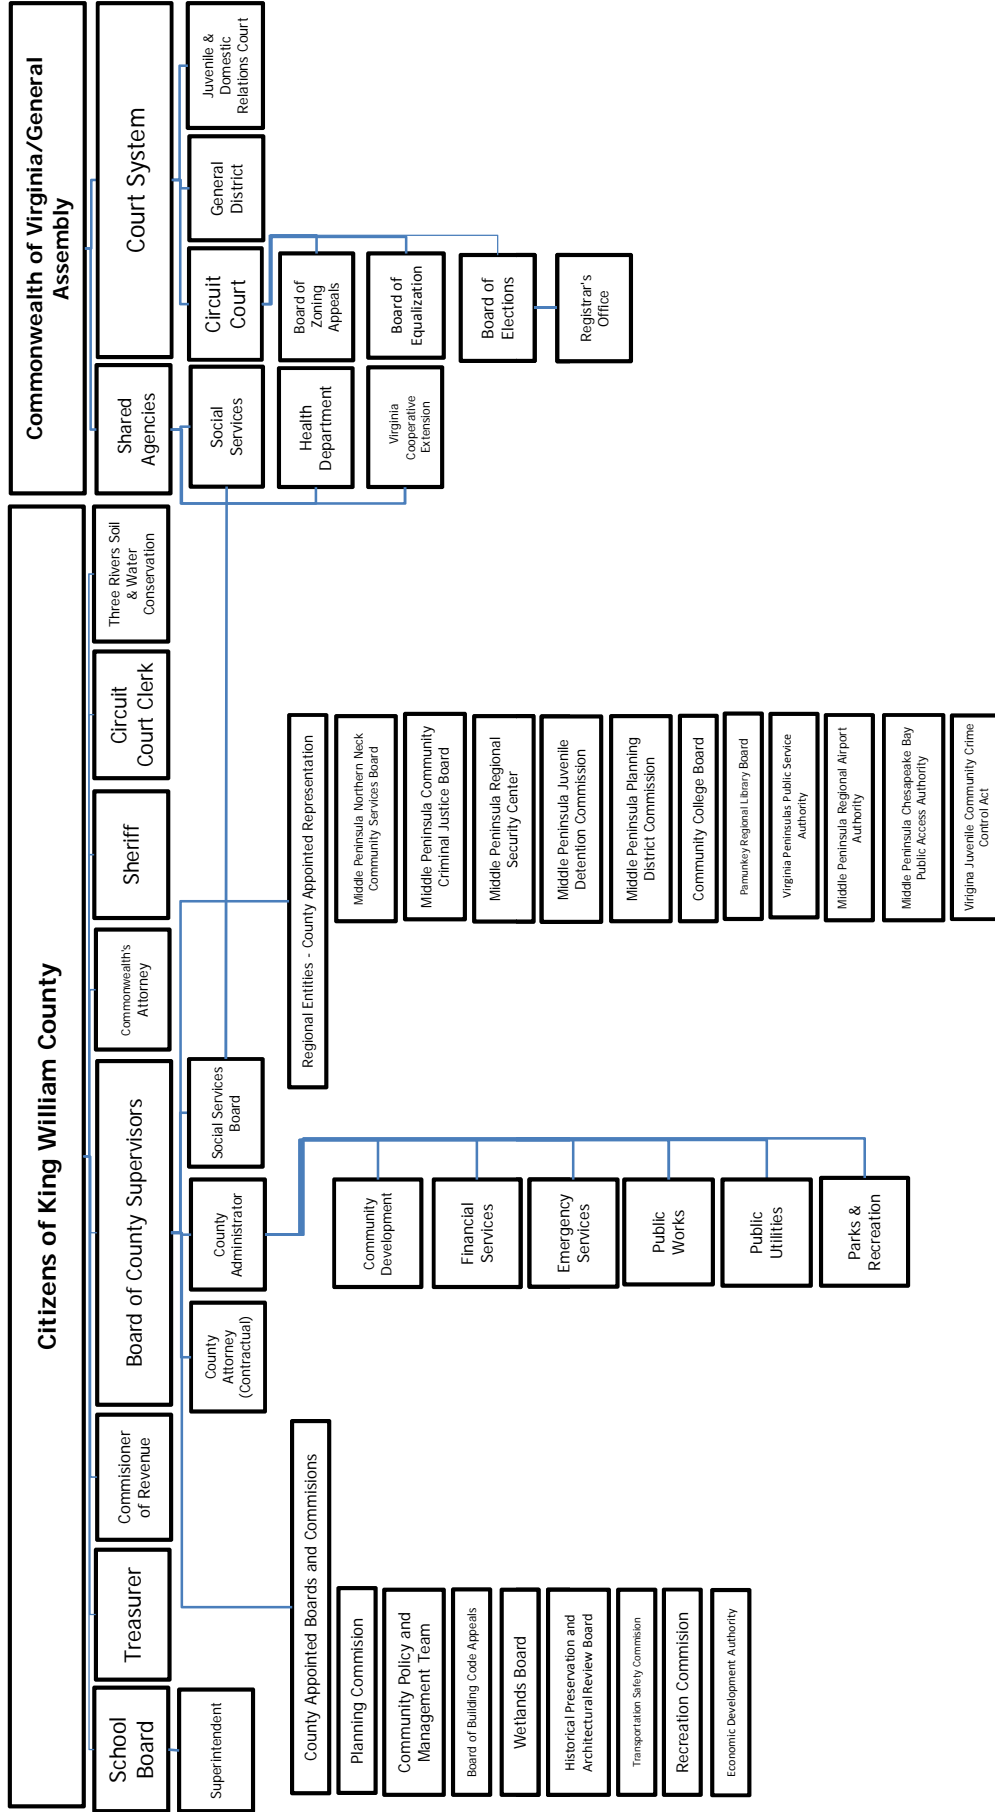 Citizens of King William County
Commonwealth of Virginia/General
Assembly
School
Board
Treasurer
Commisioner
of Revenue
Board of County Supervisors
Commonwealth's
Attorney
Sheriff
Circuit
Court Clerk
Three Rivers Soil
& Water
Conservation
Shared
Agencies
Court System
Superintendent
County
Attorney
(Contractual)
County
Administrator
Social Services
Board
Social
Services
Circuit
Court
General
District
Juvenile &
Domestic
Relations Court
Health
Department
Virginia
Cooperative
Extension
Board of
Zoning
Appeals
Board of
Equalization
Board of
Elections
Registrar's
Office
County Appointed Boards and Commisions
Planning Commision
Community Policy and
Management Team
Board of Building Code Appeals
Wetlands Board
Historical Preservation and
Architectural Review Board
Transportation Safety Commision
Recreation Commision
Economic Development Authority
Community
Development
Financial
Services
Emergency
Services
Public
Works
Public
Utilities
Parks &
Recreation
Regional Entities - County Appointed Representation
Middle Peninsula Northern Neck
Community Services Board
Middle Peninsula Community
Criminal Justice Board
Middle Peninsula Regional
Security Center
Middle Peninsula Juvenile
Detention Commission
Middle Peninsula Planning
District Commission
Community College Board
Pamunkey Regional Library Board
Virginia Peninsulas Public Service
Authority
Middle Peninsula Regional Airport
Authority
Middle Peninsula Chesapeake Bay
Public Access Authority
Virigina Juvenile Community Crime
Control Act